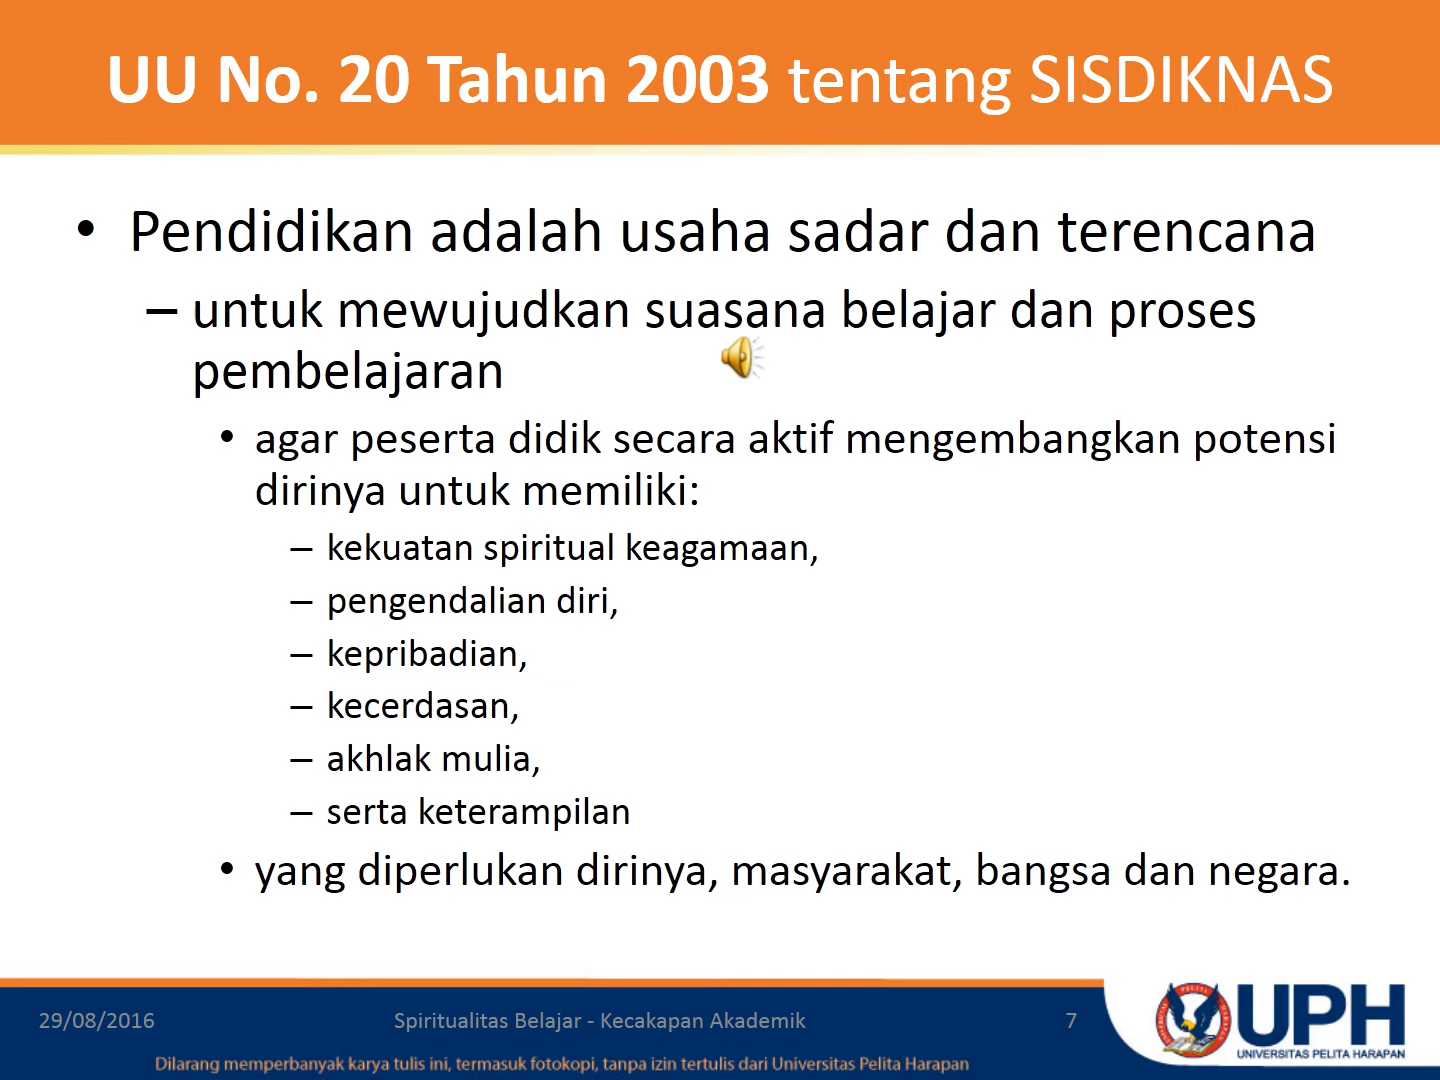 UU No. 20 Tahun 2003 tentang SISDIKNAS
• Pendidikan adalah usaha sadar dan terencana
– untuk mewujudkan suasana belajar dan proses
pembelajaran
• agar peserta didik secara aktif mengembangkan potensi
dirinya untuk memiliki:
– kekuatan spiritual keagamaan,
– pengendalian diri,
– kepribadian,
– kecerdasan,
– akhlak mulia,
– serta keterampilan
• yang diperlukan dirinya, masyarakat, bangsa dan negara.
29/08/2016
Spiritualitas Belajar - Kecakapan Akademik
7
UPH
UNIVERSITAS PELITA HARAPAN
Dilarang memperbanyak karya tulis ini, termasuk fotokopi, tanpa izin tertulis dari Universitas Pelita Harapan